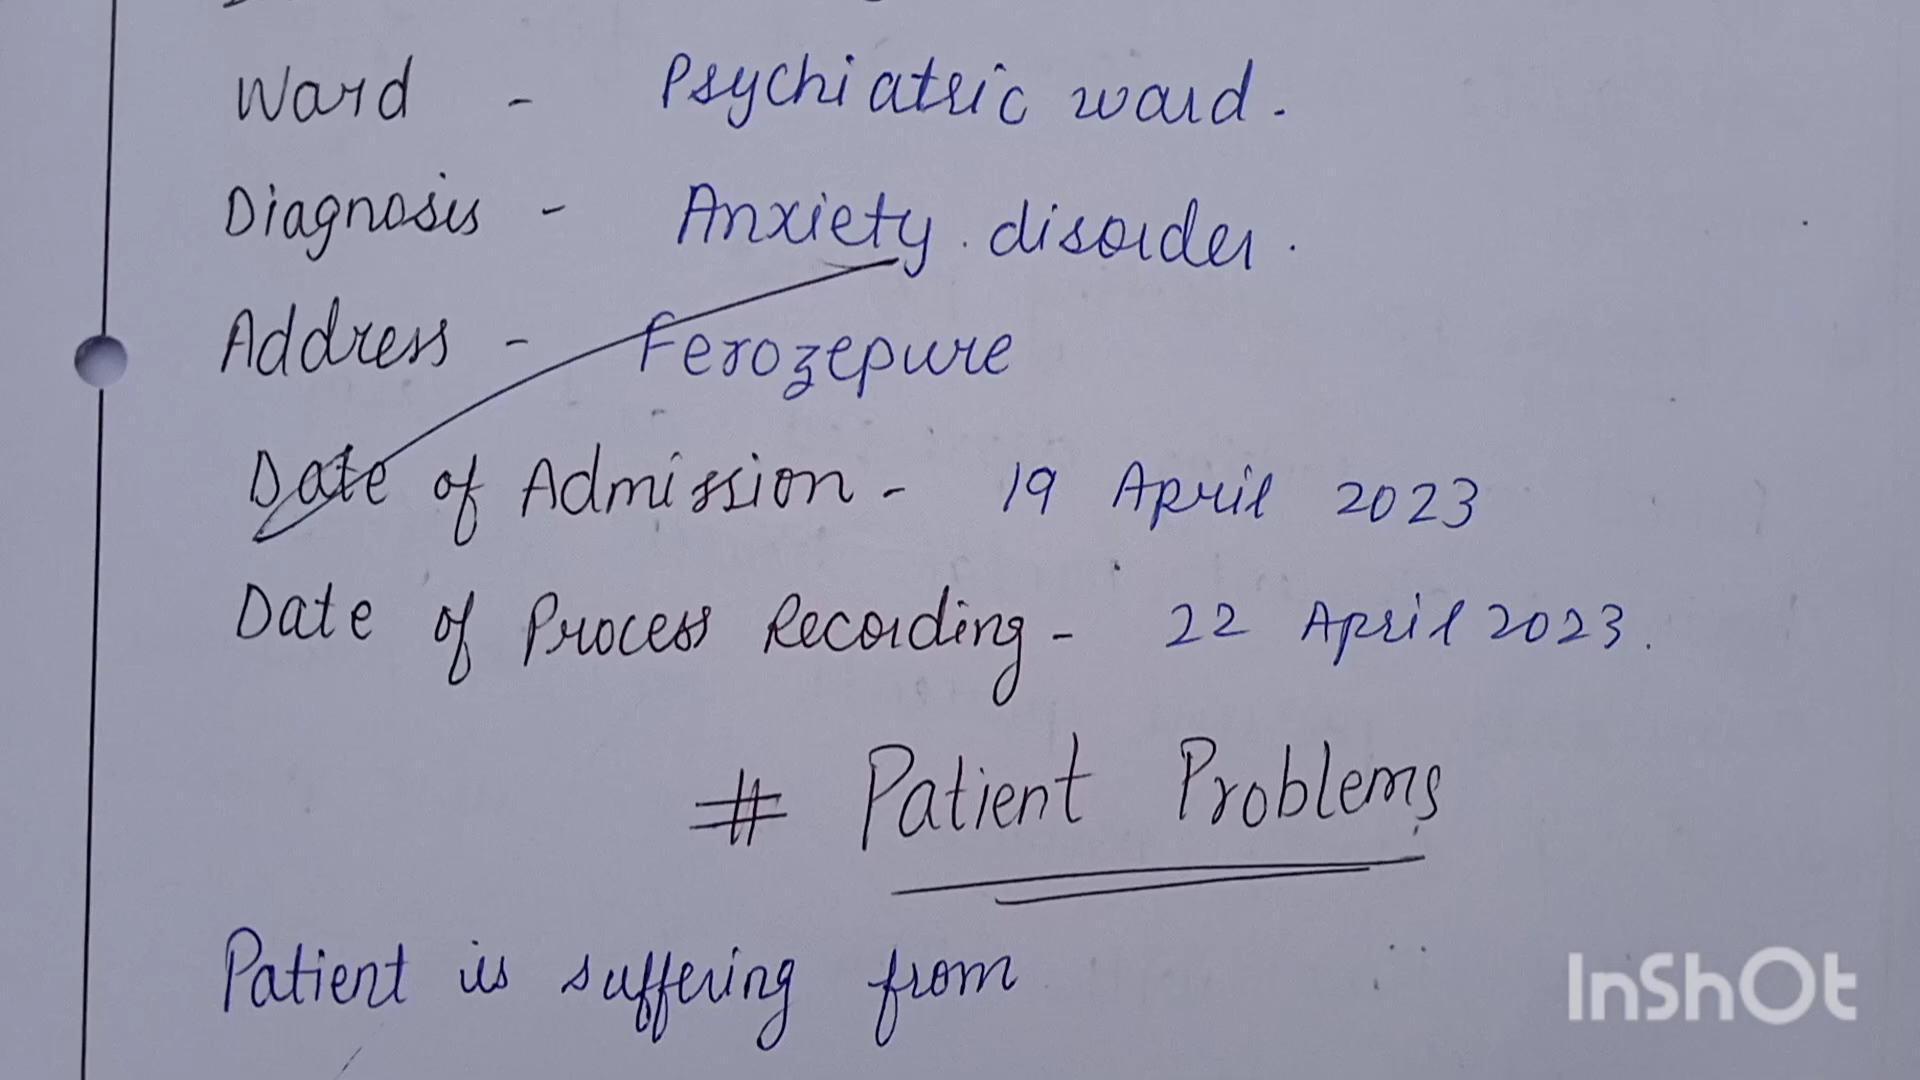 Ward - Psychiatric ward.
Diagnosis - Anxiety disorder.
Address - Ferozepure
Date of Admission - 19 April 2023
Date of Process Recording - 22 April 2023.
# Patient Problems
Patient is suffering from
InShOt